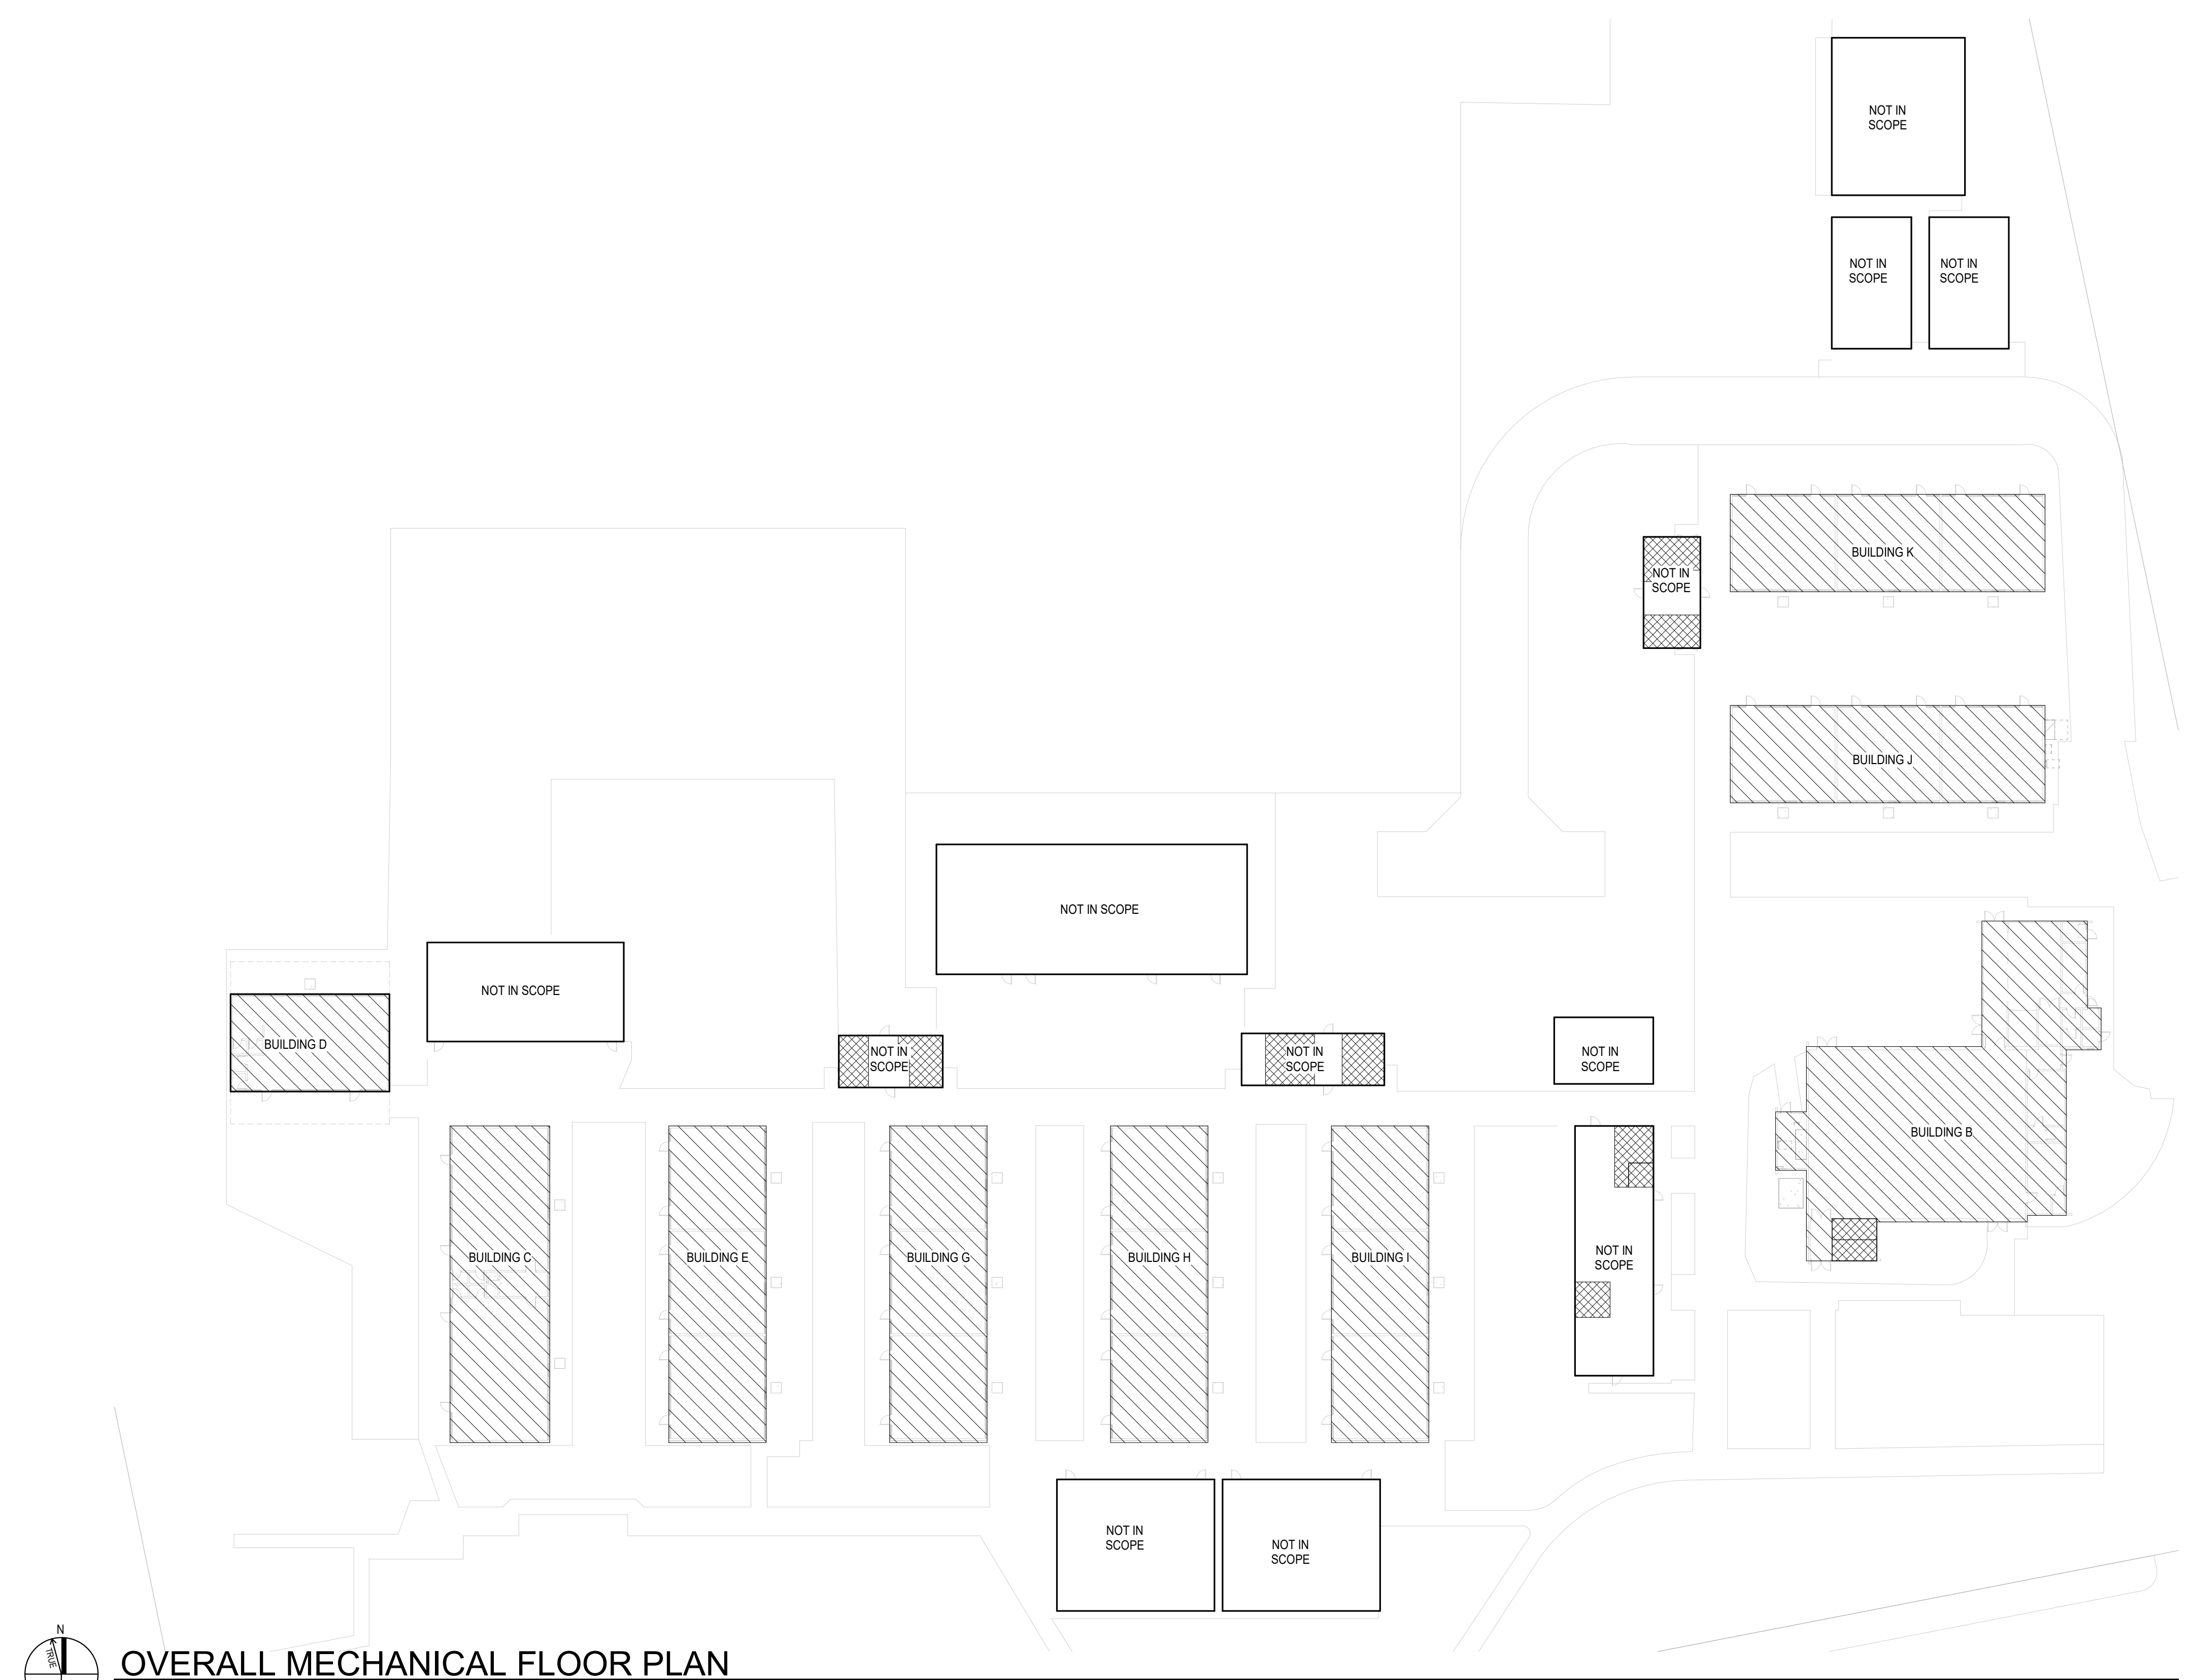 NOT IN
SCOPE
NOT IN
SCOPE
NOT IN
SCOPE
BUILDING K
NOT IN
SCOPE
BUILDING J
NOT IN SCOPE
NOT IN SCOPE
BUILDING D
NOT IN
SCOPE
NOT IN
SCOPE
NOT IN
SCOPE
BUILDING B
BUILDING C
BUILDING E
BUILDING G
BUILDING H
BUILDING I
NOT IN
SCOPE
NOT IN
SCOPE
NOT IN
SCOPE
N
TRUE
OVERALL MECHANICAL FLOOR PLAN